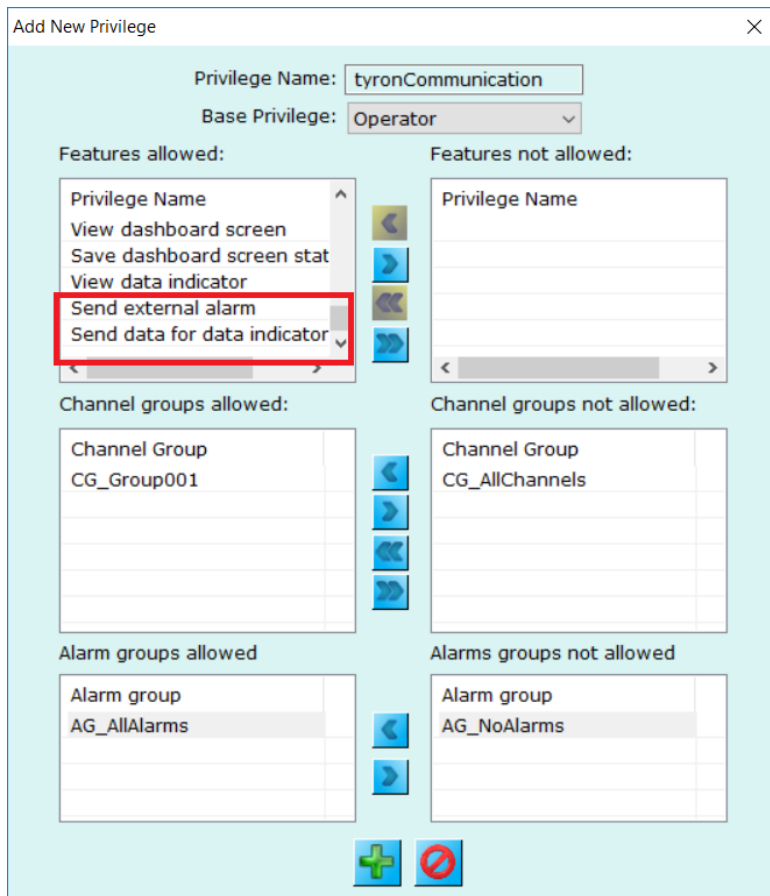 Add New Privilege
Privilege Name: tyronCommunication
Base Privilege: Operator
Features allowed:
Privilege Name
View dashboard screen
Save dashboard screen stat
View data indicator
Send external alarm
Send data for data indicator
Features not allowed:
Privilege Name
Channel groups allowed:
Channel Group
CG_Group001
Channel groups not allowed:
Channel Group
CG_AllChannels
Alarm groups allowed
Alarm group
AG_AllAlarms
Alarms groups not allowed
Alarm group
AG_NoAlarms